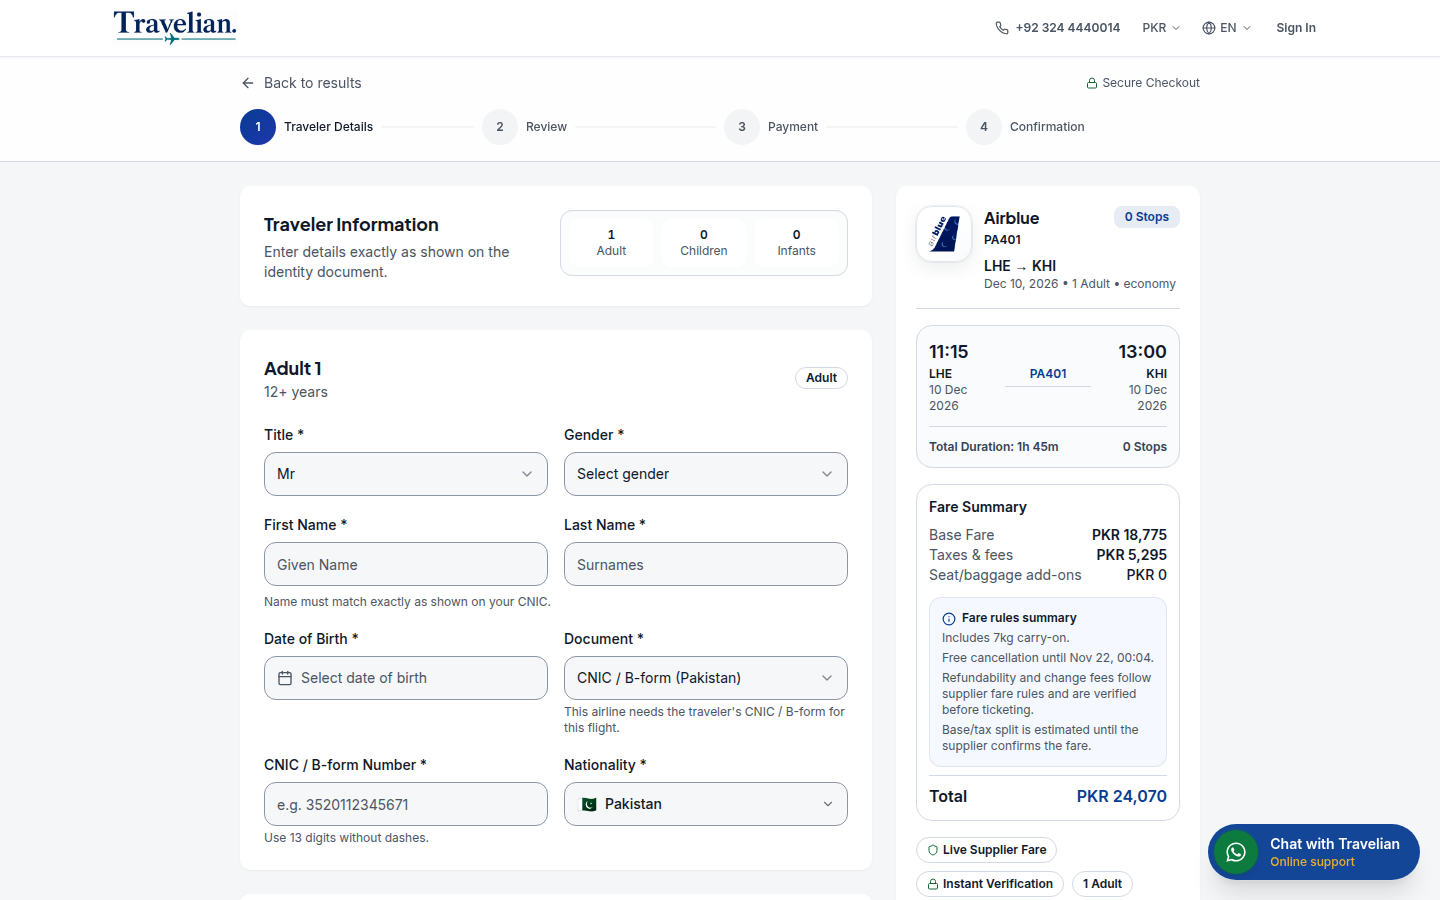 Travelian.
+92 324 4440014
PKR
EN
Sign In
Back to results
Secure Checkout
1
Traveler Details
2
Review
3
Payment
4
Confirmation
Traveler Information
Enter details exactly as shown on the
identity document.
1
Adult
0
Children
0
Infants
Adult 1
12+ years
Adult
Title *
Mr
Gender *
Select gender
First Name *
Given Name
Name must match exactly as shown on your CNIC.
Last Name *
Surnames
Date of Birth *
Select date of birth
Document *
CNIC / B-form (Pakistan)
This airline needs the traveler's CNIC / B-form for
this flight.
CNIC / B-form Number *
e.g. 3520112345671
Use 13 digits without dashes.
Nationality *
Pakistan
airblue
Airblue
0 Stops
PA401
LHE → KHI
Dec 10, 2026 • 1 Adult • economy
11:15
LHE
10 Dec
2026
PA401
13:00
KHI
10 Dec
2026
Total Duration: 1h 45m
0 Stops
Fare Summary
Base Fare PKR 18,775
Taxes & fees PKR 5,295
Seat/baggage add-ons PKR 0
Fare rules summary
Includes 7kg carry-on.
Free cancellation until Nov 22, 00:04.
Refundability and change fees follow
supplier fare rules and are verified
before ticketing.
Base/tax split is estimated until the
supplier confirms the fare.
Total PKR 24,070
Live Supplier Fare
Instant Verification
1 Adult
Chat with Travelian
Online support